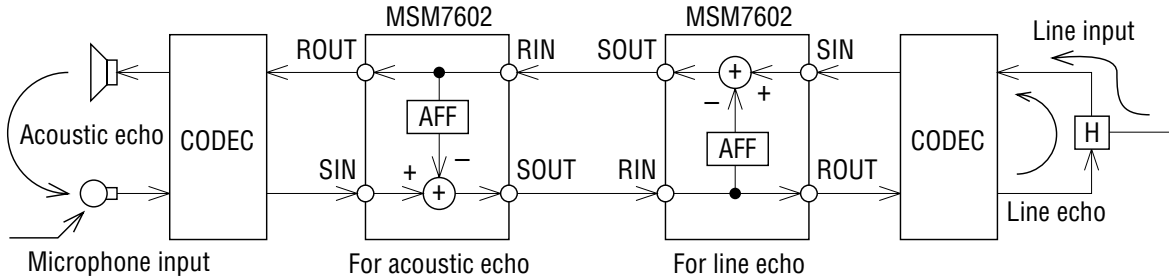 MSM7602
MSM7602
Line input
ROUT
RIN
SOUT
SIN
+
– +
AFF
H
Acoustic echo
CODEC
AFF
CODEC
–
SIN
+
+
SOUT
RIN
ROUT
Line echo
Microphone input
For acoustic echo
For line echo